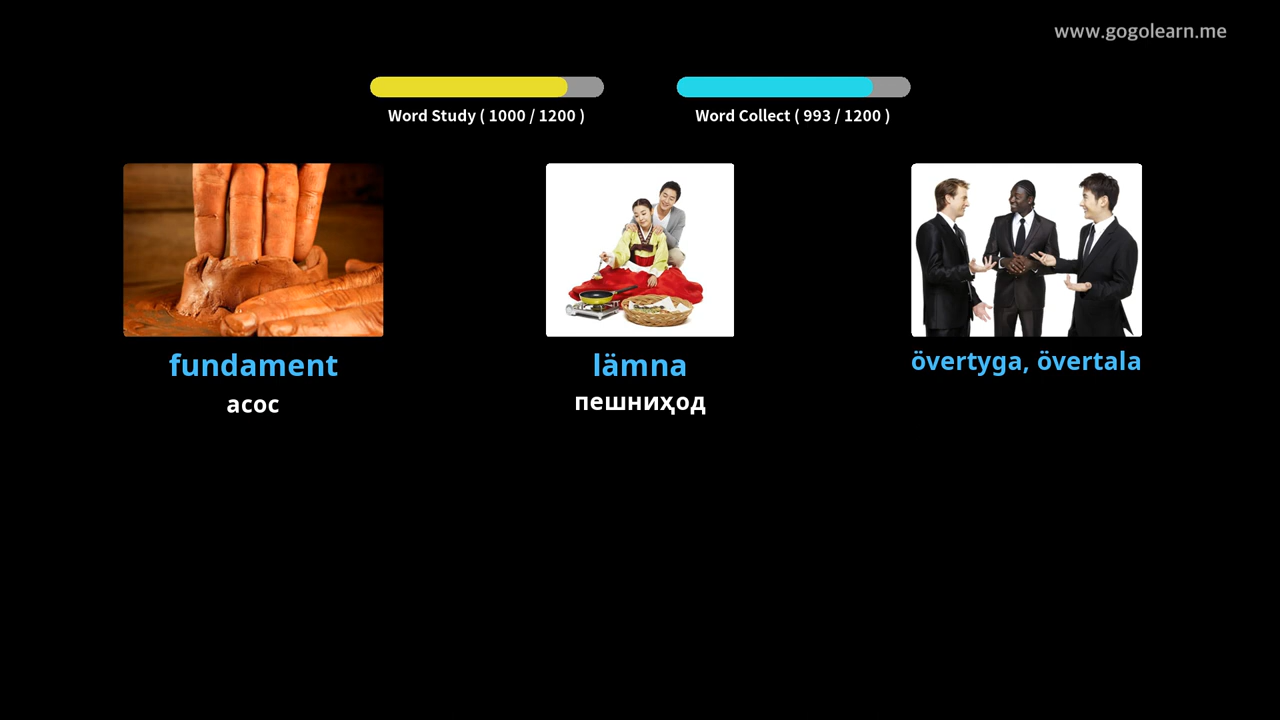 www.gogolearn.me
Word Study ( 1000 / 1200 )
Word Collect ( 993 / 1200 )
fundament
асос
lämna
пешниҳод
övertyga, övertala